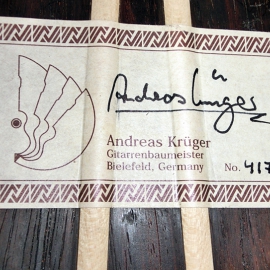 Andreas Krüger
Andreas Krüger
Gitarrenbaumeister
Bielefeld, Germany No. 417